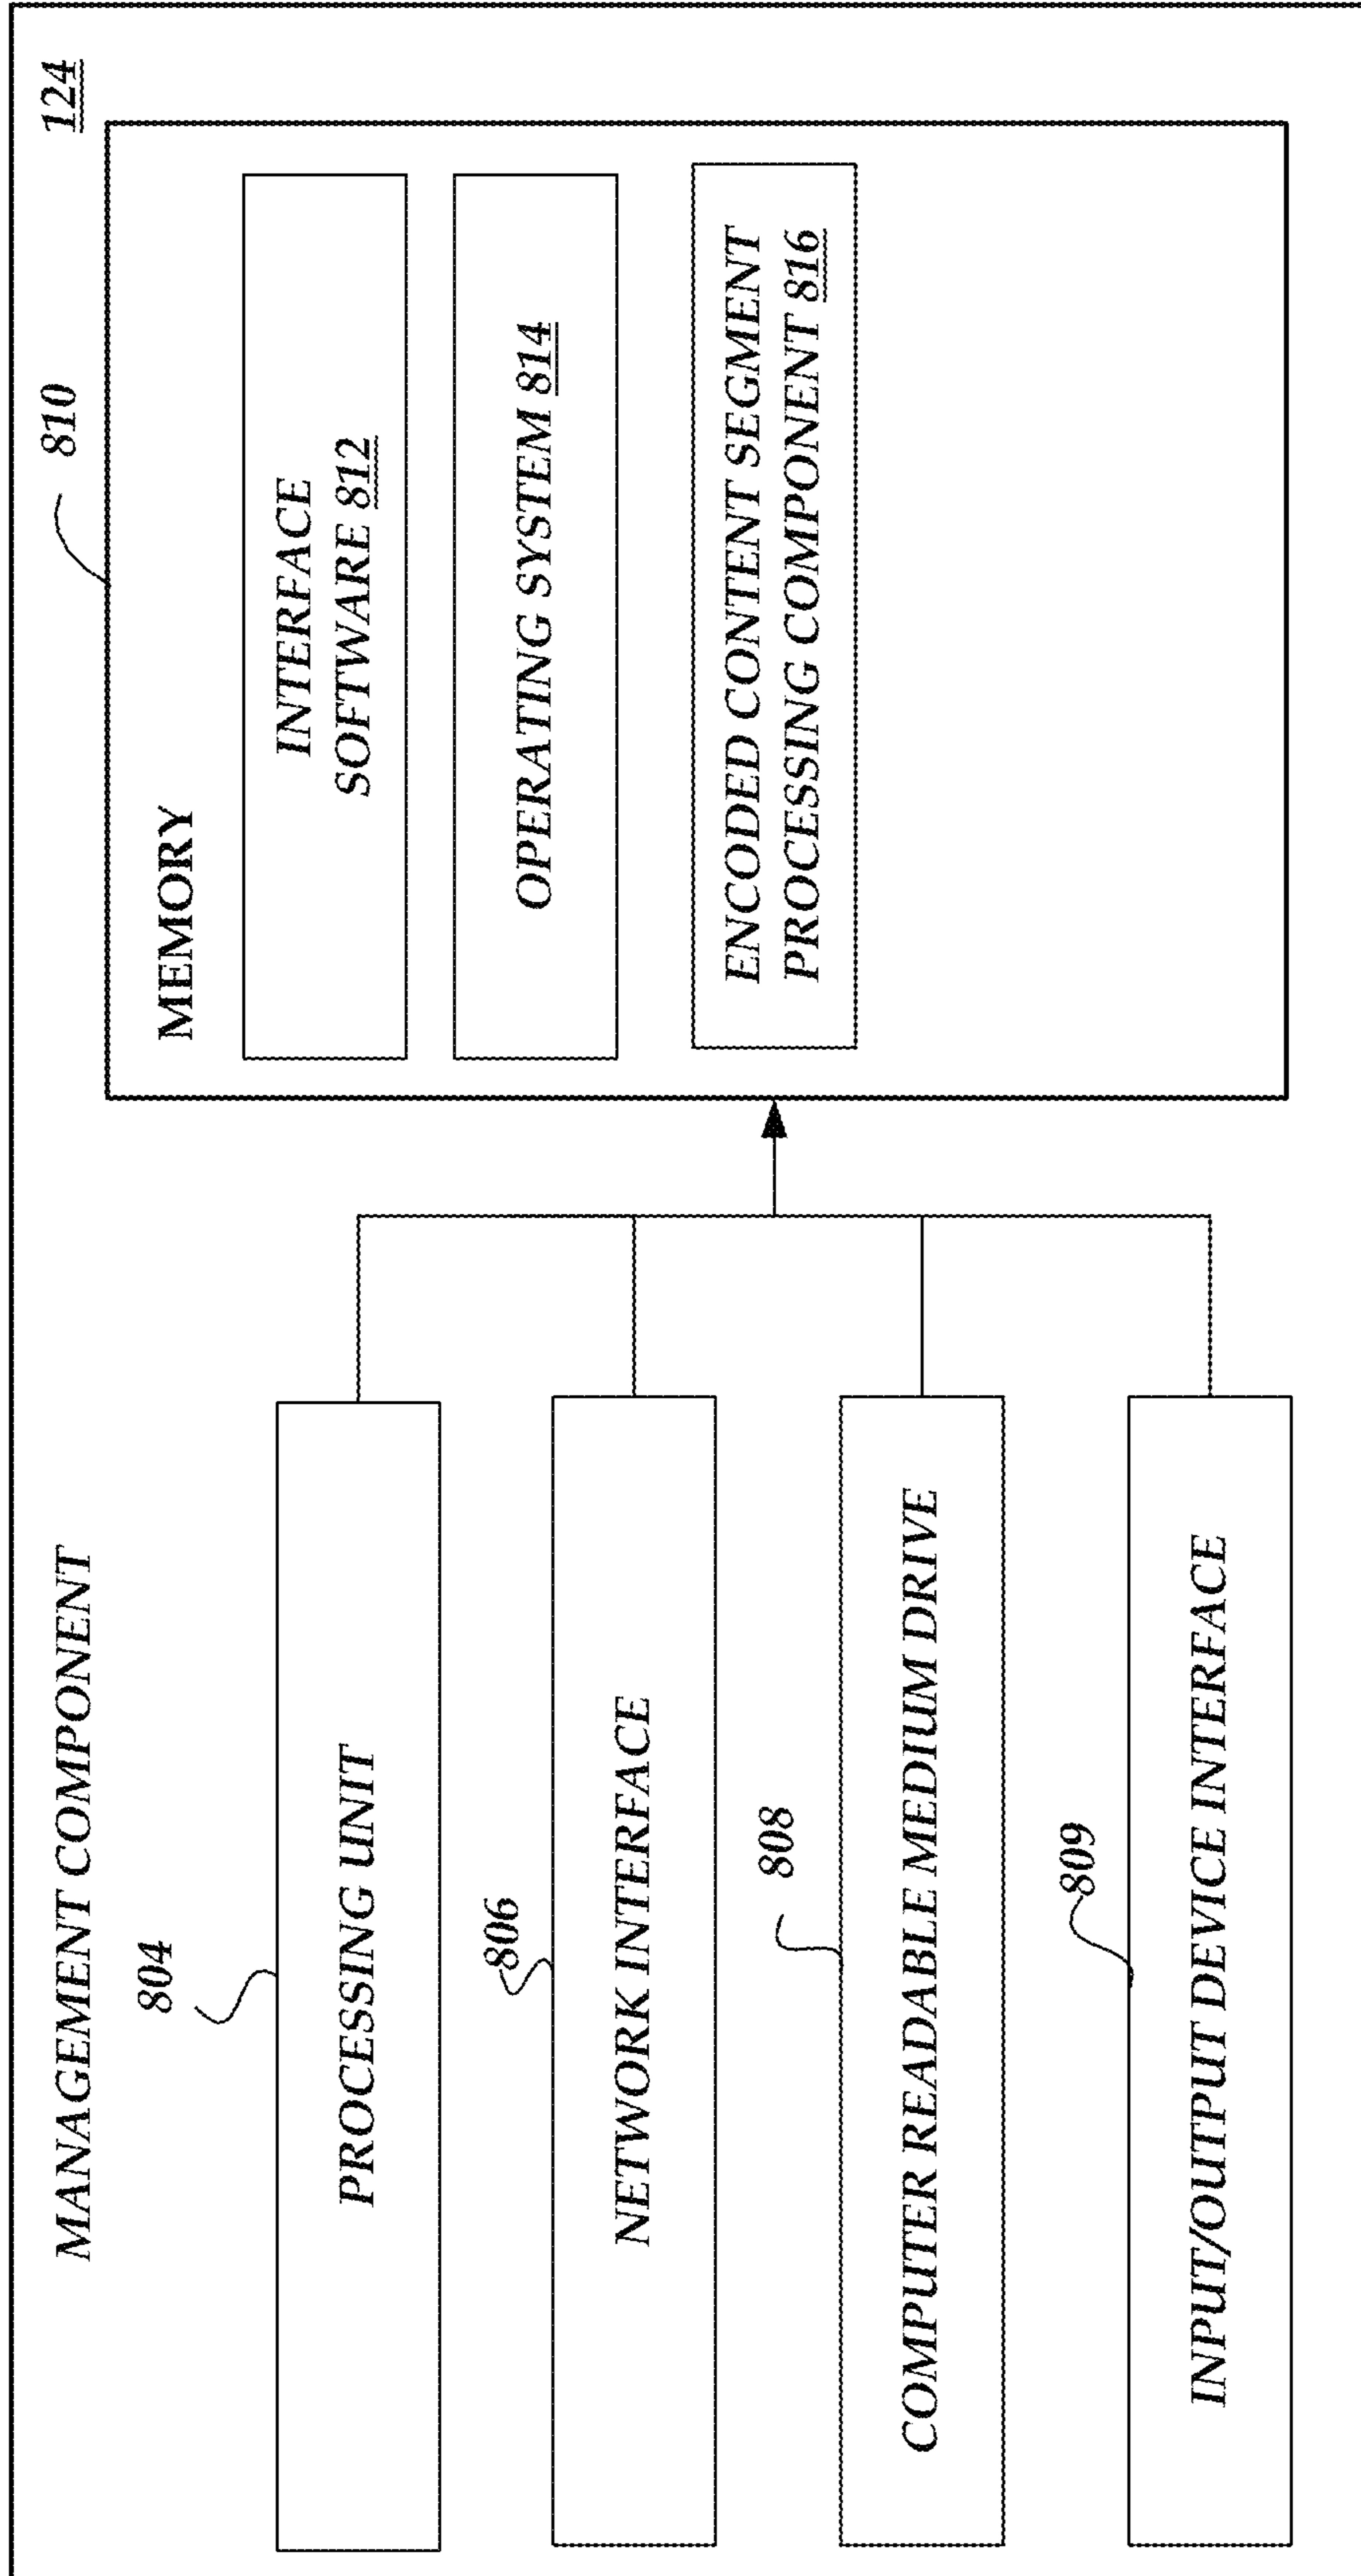 MANAGEMENT COMPONENT
124
804
PROCESSING UNIT
806
NETWORK INTERFACE
808
COMPUTER READABLE MEDIUM DRIVE
809
INPUT/OUTPUT DEVICE INTERFACE
810
MEMORY
INTERFACE
SOFTWARE 812
OPERATING SYSTEM 814
ENCODED CONTENT SEGMENT
PROCESSING COMPONENT 816